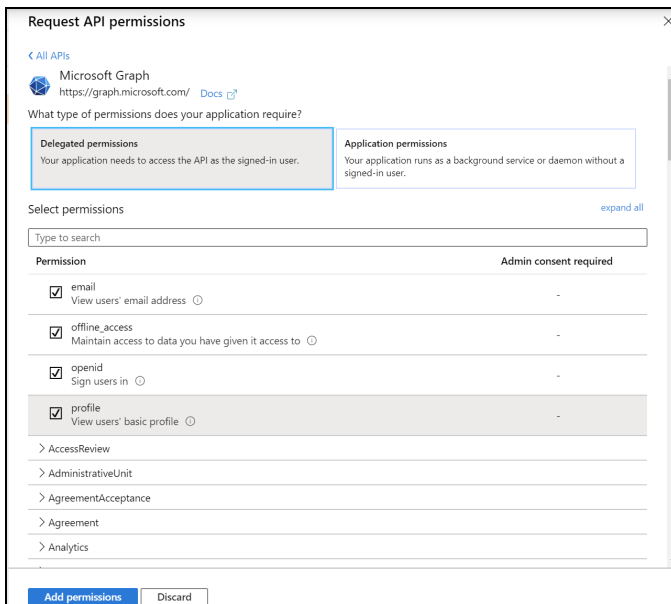 Request API permissions
All APIs
Microsoft Graph
https://graph.microsoft.com/ Docs
What type of permissions does your application require?
Delegated permissions
Your application needs to access the API as the signed-in user.
Application permissions
Your application runs as a background service or daemon without a
signed-in user.
Select permissions
expand all
Type to search
Permission
Admin consent required
email
View users' email address
-
offline_access
Maintain access to data you have given it access to
-
openid
Sign users in
-
profile
View users' basic profile
-
AccessReview
AdministrativeUnit
AgreementAcceptance
Agreement
Analytics
Add permissions
Discard